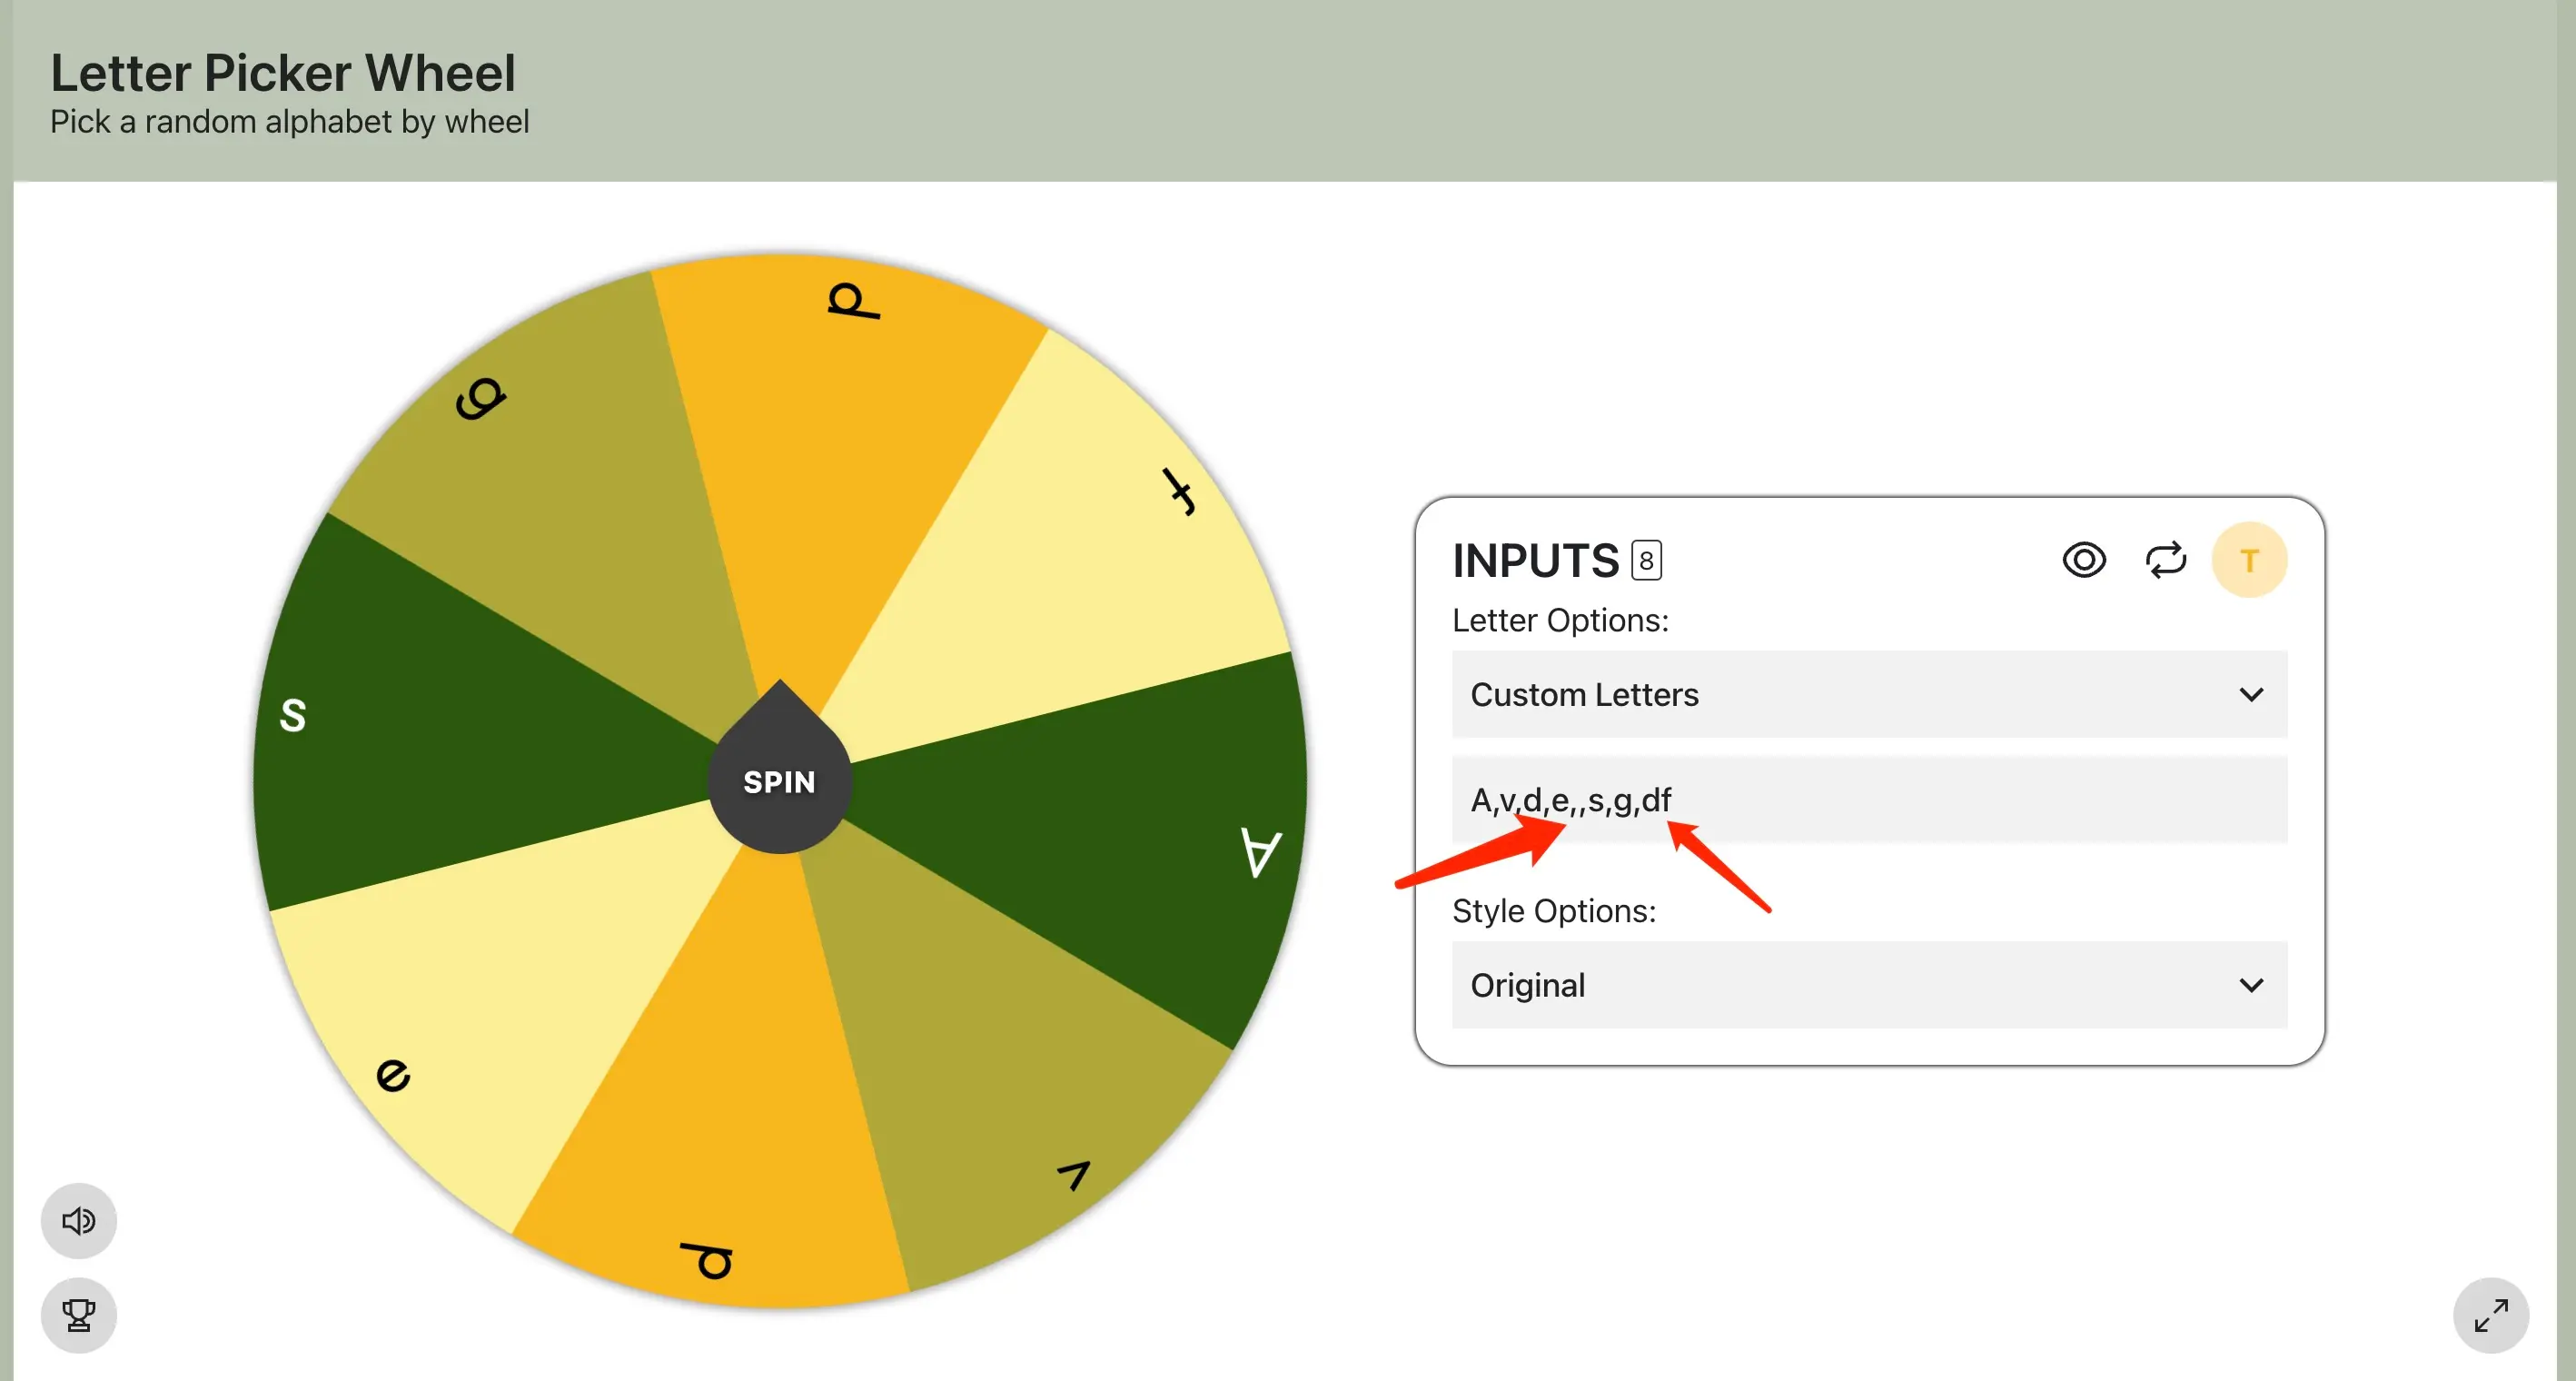 Letter Picker Wheel
Pick a random alphabet by wheel
d
f
A
v
d
e
s
g
SPIN
INPUTS 8
T
Letter Options:
Custom Letters
A,v,d,e,,s,g,df
Style Options:
Original